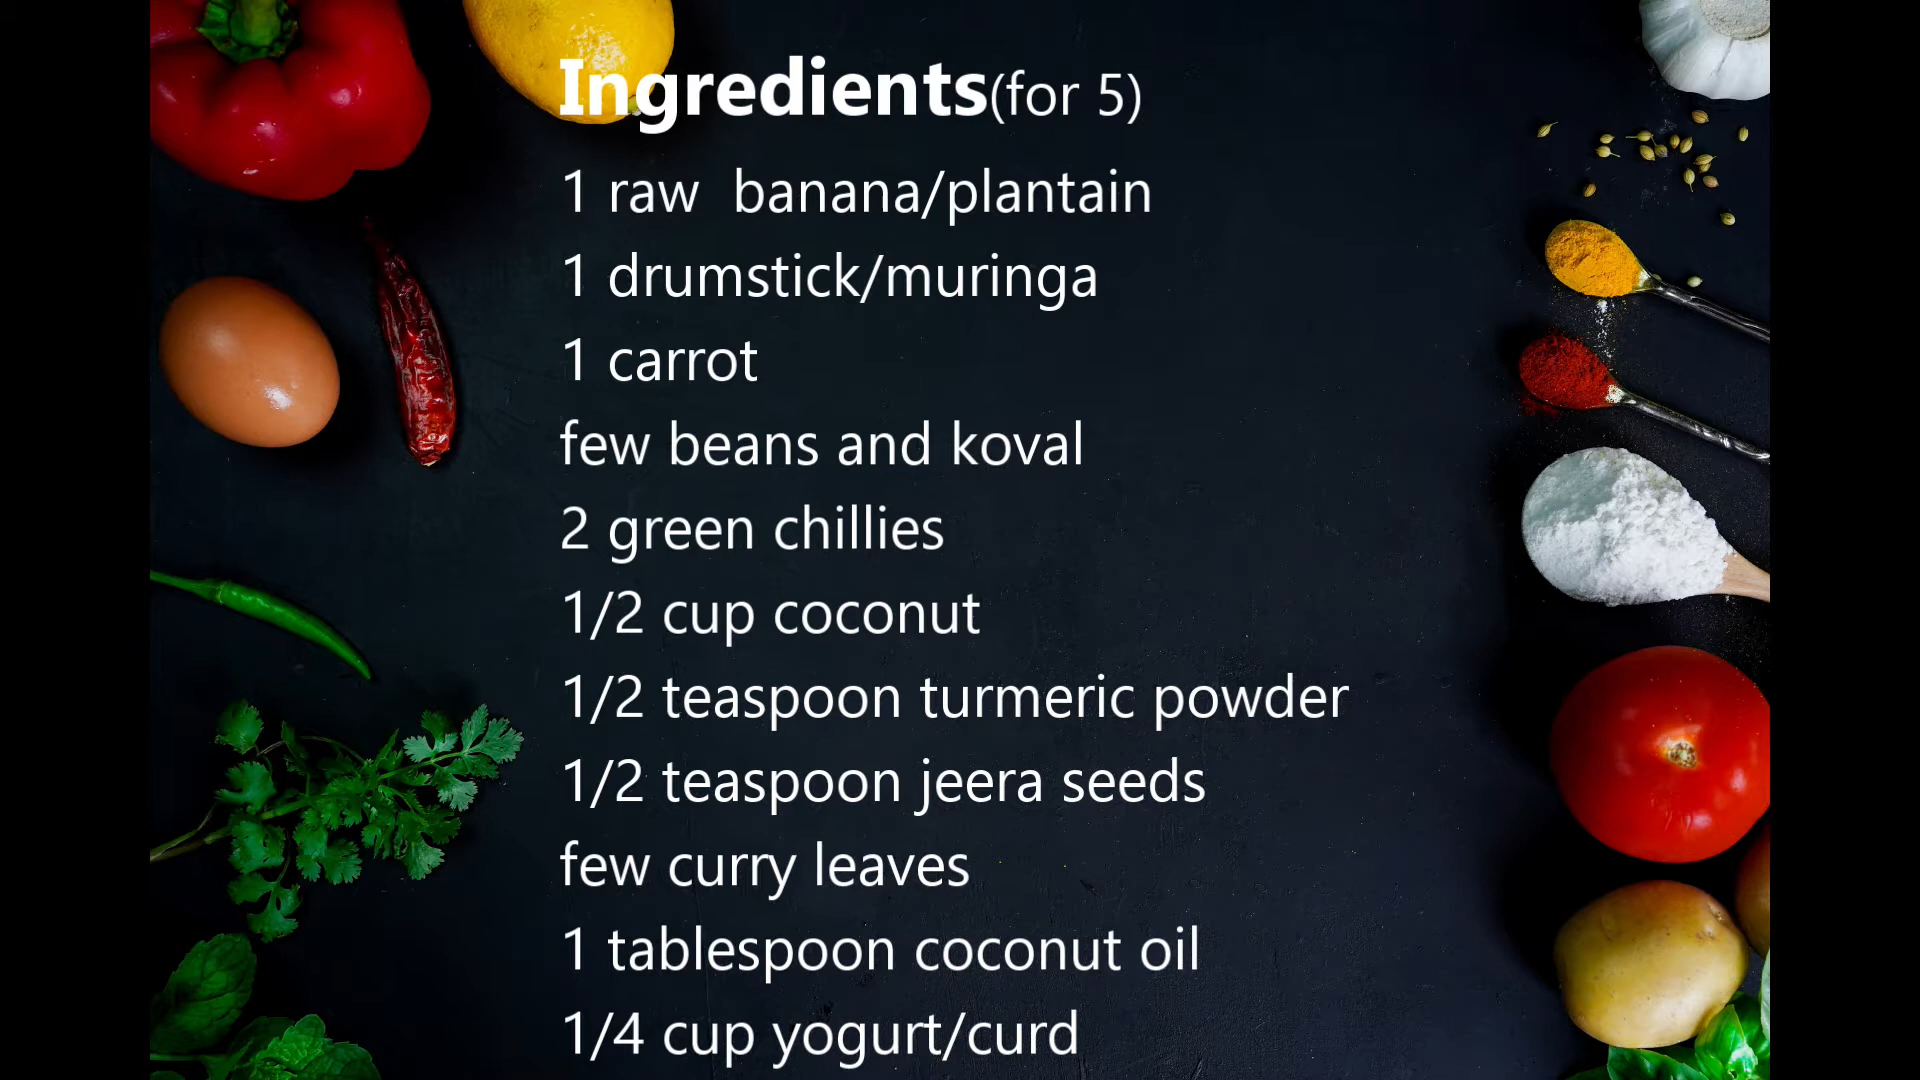 Ingredients(for 5)
1 raw  banana/plantain
1 drumstick/muringa
1 carrot
few beans and koval
2 green chillies
1/2 cup coconut
1/2 teaspoon turmeric powder
1/2 teaspoon jeera seeds
few curry leaves
1 tablespoon coconut oil
1/4 cup yogurt/curd